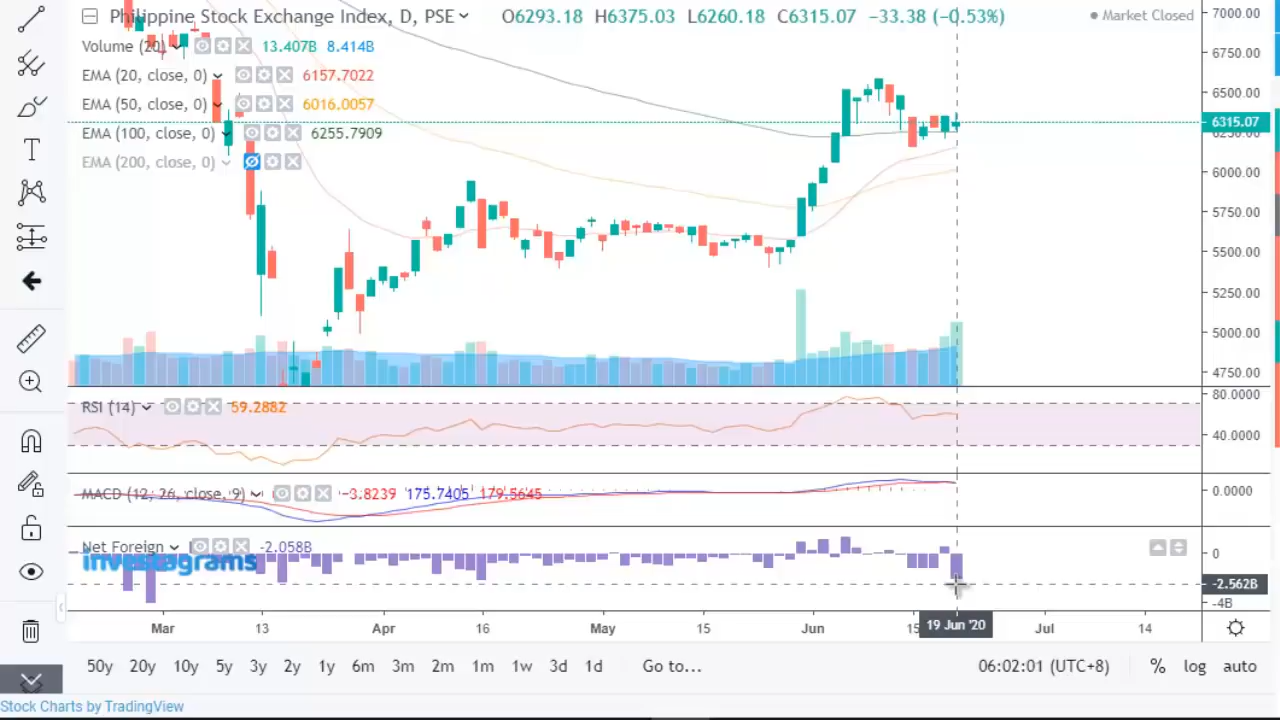 Philippine Stock Exchange Index, D, PSE O6293.18 H6375.03 L6260.18 C6315.07 −33.38 (−0.53%) Market Closed
Volume (20) 13.407B 8.414B
EMA (20, close, 0) 6157.7022
EMA (50, close, 0) 6016.0057
EMA (100, close, 0) 6255.7909
EMA (200, close, 0)
7000.00
6750.00
6500.00
6315.07
6250.00
6000.00
5750.00
5500.00
5250.00
5000.00
4750.00
RSI (14) 59.2882
80.0000
40.0000
MACD (12, 26, close, 9) −3.8239 175.7405 179.5645
0.0000
Net Foreign -2.058B
investagrams
0
-2.562B
-4B
Mar 13 Apr 16 May 15 Jun 15 19 Jun '20 Jul 14
50y 20y 10y 5y 3y 2y 1y 6m 3m 2m 1m 1w 3d 1d Go to... 06:02:01 (UTC+8) % log auto
Stock Charts by TradingView